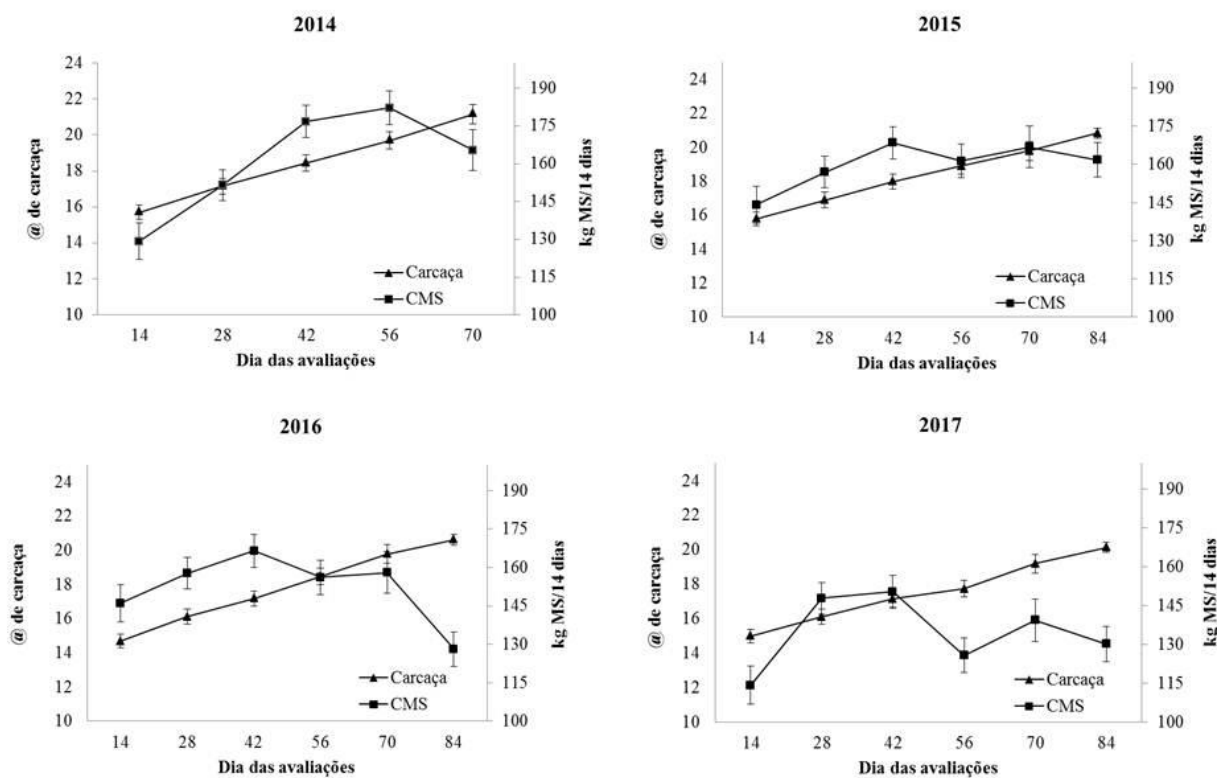 2014
24
22
20
18
16
14
12
10
@ de carcaça
190
175
160
145
130
115
100
kg MS/14 dias
Carcaça
CMS
14 28 42 56 70
Dia das avaliações
2015
24
22
20
18
16
14
12
10
@ de carcaça
190
175
160
145
130
115
100
kg MS/14 dias
Carcaça
CMS
14 28 42 56 70 84
Dia das avaliações
2016
24
22
20
18
16
14
12
10
@ de carcaça
190
175
160
145
130
115
100
kg MS/14 dias
Carcaça
CMS
14 28 42 56 70 84
Dia das avaliações
2017
24
22
20
18
16
14
12
10
@ de carcaça
190
175
160
145
130
115
100
kg MS/14 dias
Carcaça
CMS
14 28 42 56 70 84
Dia das avaliações